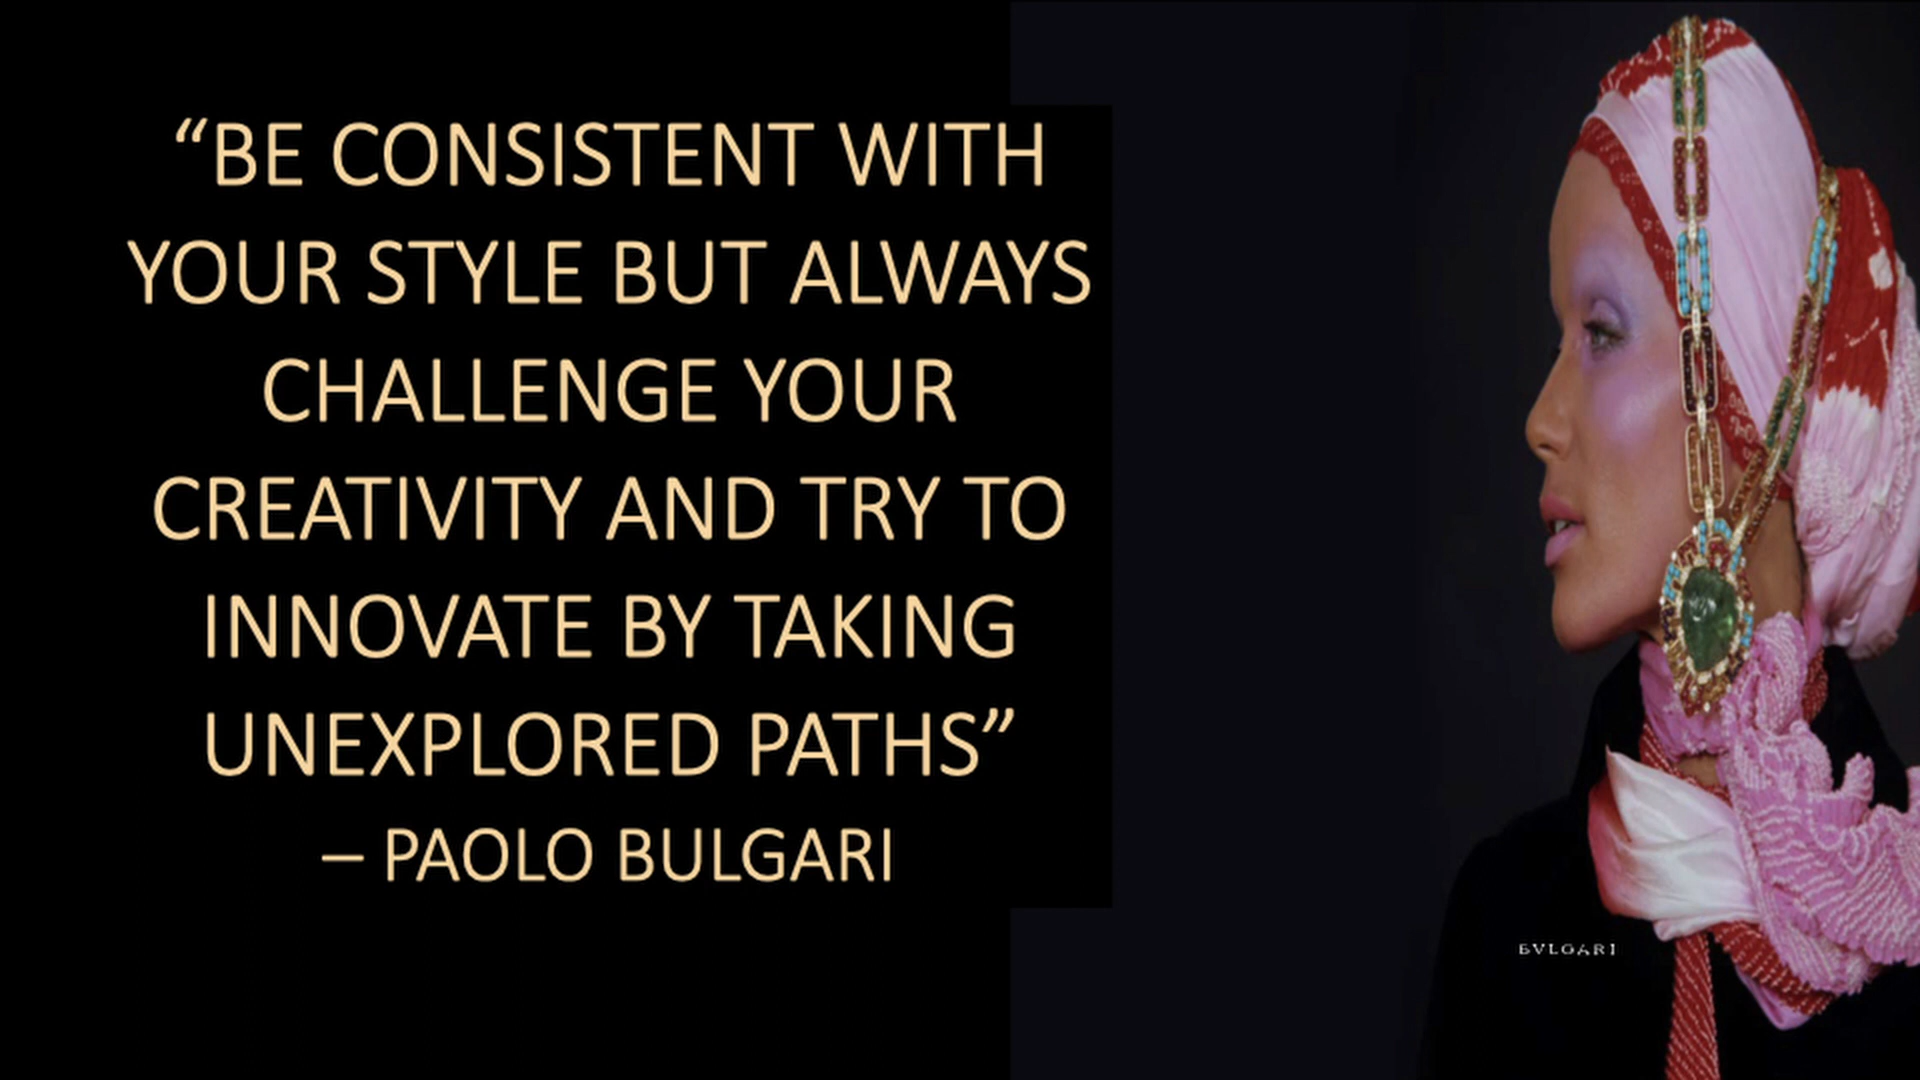 “BE CONSISTENT WITH
YOUR STYLE BUT ALWAYS
CHALLENGE YOUR
CREATIVITY AND TRY TO
INNOVATE BY TAKING
UNEXPLORED PATHS”
– PAOLO BULGARI
BVLGARI